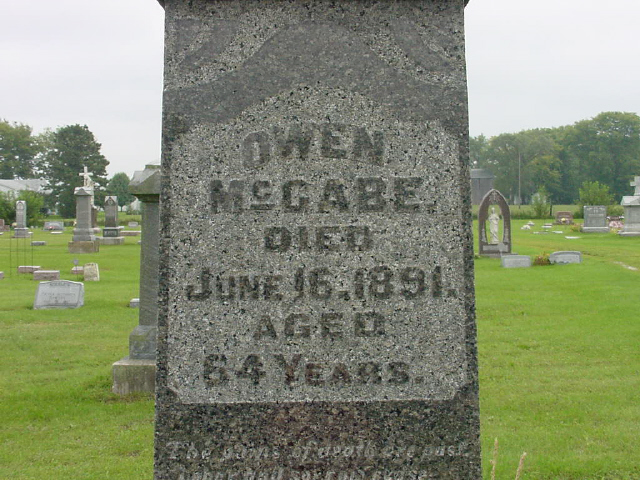 OWEN
McCABE.
DIED
JUNE 16, 1891.
AGED
64 YEARS.
The pains of death are past